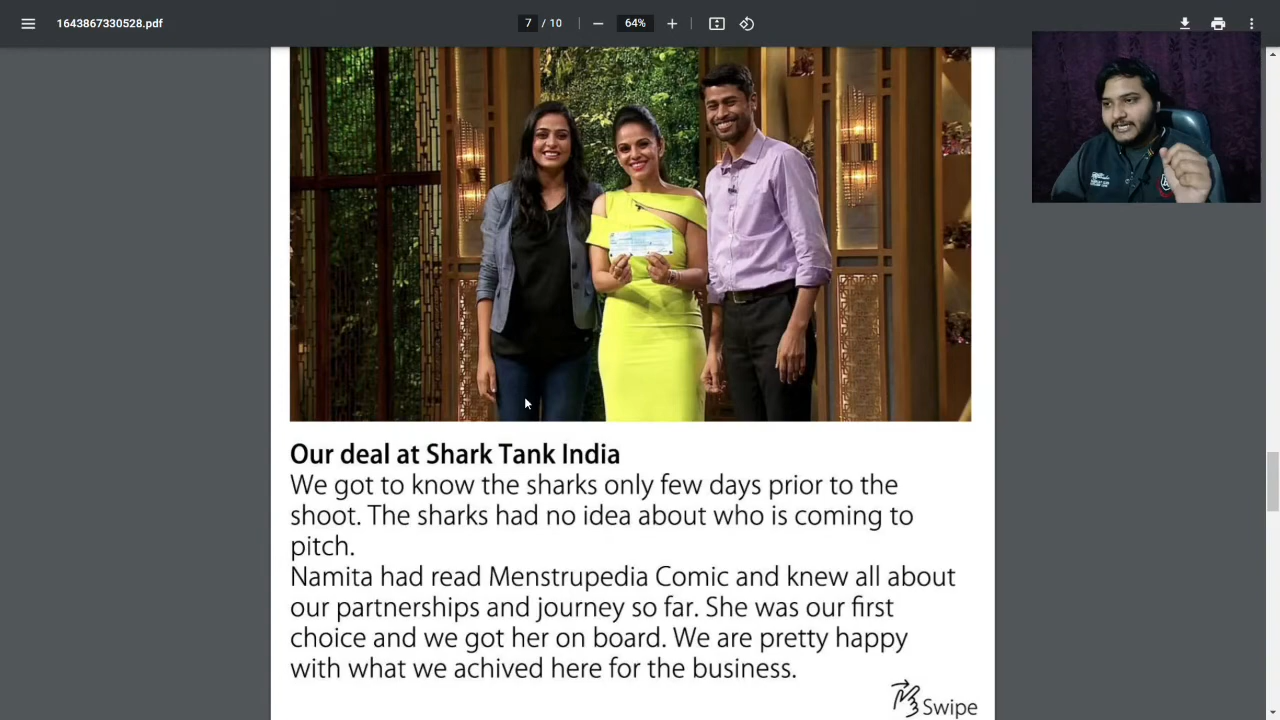 1643867330528.pdf
7 / 10
64%
Our deal at Shark Tank India
We got to know the sharks only few days prior to the
shoot. The sharks had no idea about who is coming to
pitch.
Namita had read Menstrupedia Comic and knew all about
our partnerships and journey so far. She was our first
choice and we got her on board. We are pretty happy
with what we achived here for the business.
Swipe